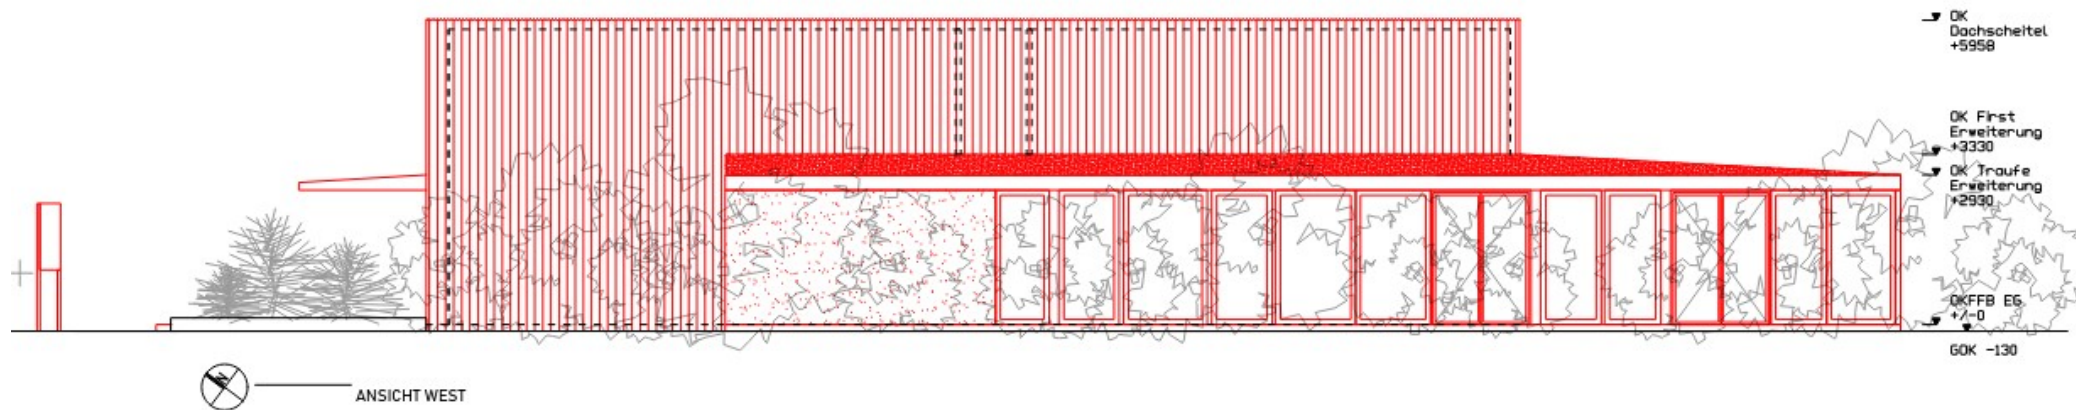 OK
Dachscheitel
+5958
OK First
Erweiterung
+3330
OK Traufe
Erweiterung
+2930
OKFFB EG
+/-0
GOK -130
N
ANSICHT WEST